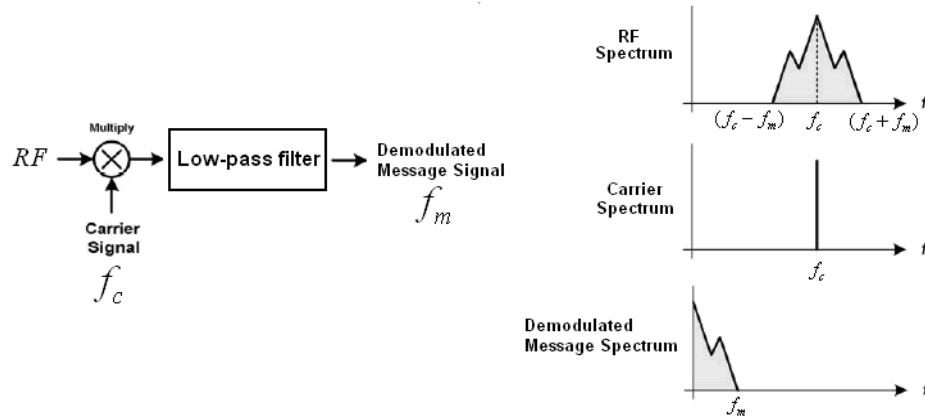 Multiply
RF
Low-pass filter
Demodulated
Message Signal
f_m
Carrier
Signal
f_c
RF
Spectrum
f
(f_c − f_m)
f_c
(f_c + f_m)
Carrier
Spectrum
f
f_c
Demodulated
Message Spectrum
f
f_m